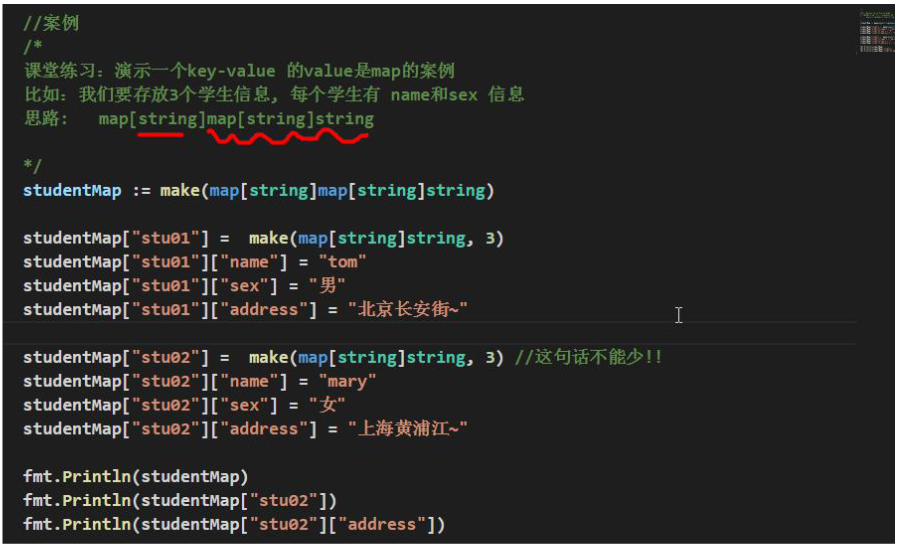 //案例
/*
课堂练习：演示一个key-value 的value是map的案例
比如：我们要存放3个学生信息, 每个学生有 name和sex 信息
思路： map[string]map[string]string
*/
studentMap := make(map[string]map[string]string)
studentMap["stu01"] =  make(map[string]string, 3)
studentMap["stu01"]["name"] = "tom"
studentMap["stu01"]["sex"] = "男"
studentMap["stu01"]["address"] = "北京长安街~"
studentMap["stu02"] =  make(map[string]string, 3) //这句话不能少!!
studentMap["stu02"]["name"] = "mary"
studentMap["stu02"]["sex"] = "女"
studentMap["stu02"]["address"] = "上海黄浦江~"
fmt.Println(studentMap)
fmt.Println(studentMap["stu02"])
fmt.Println(studentMap["stu02"]["address"])